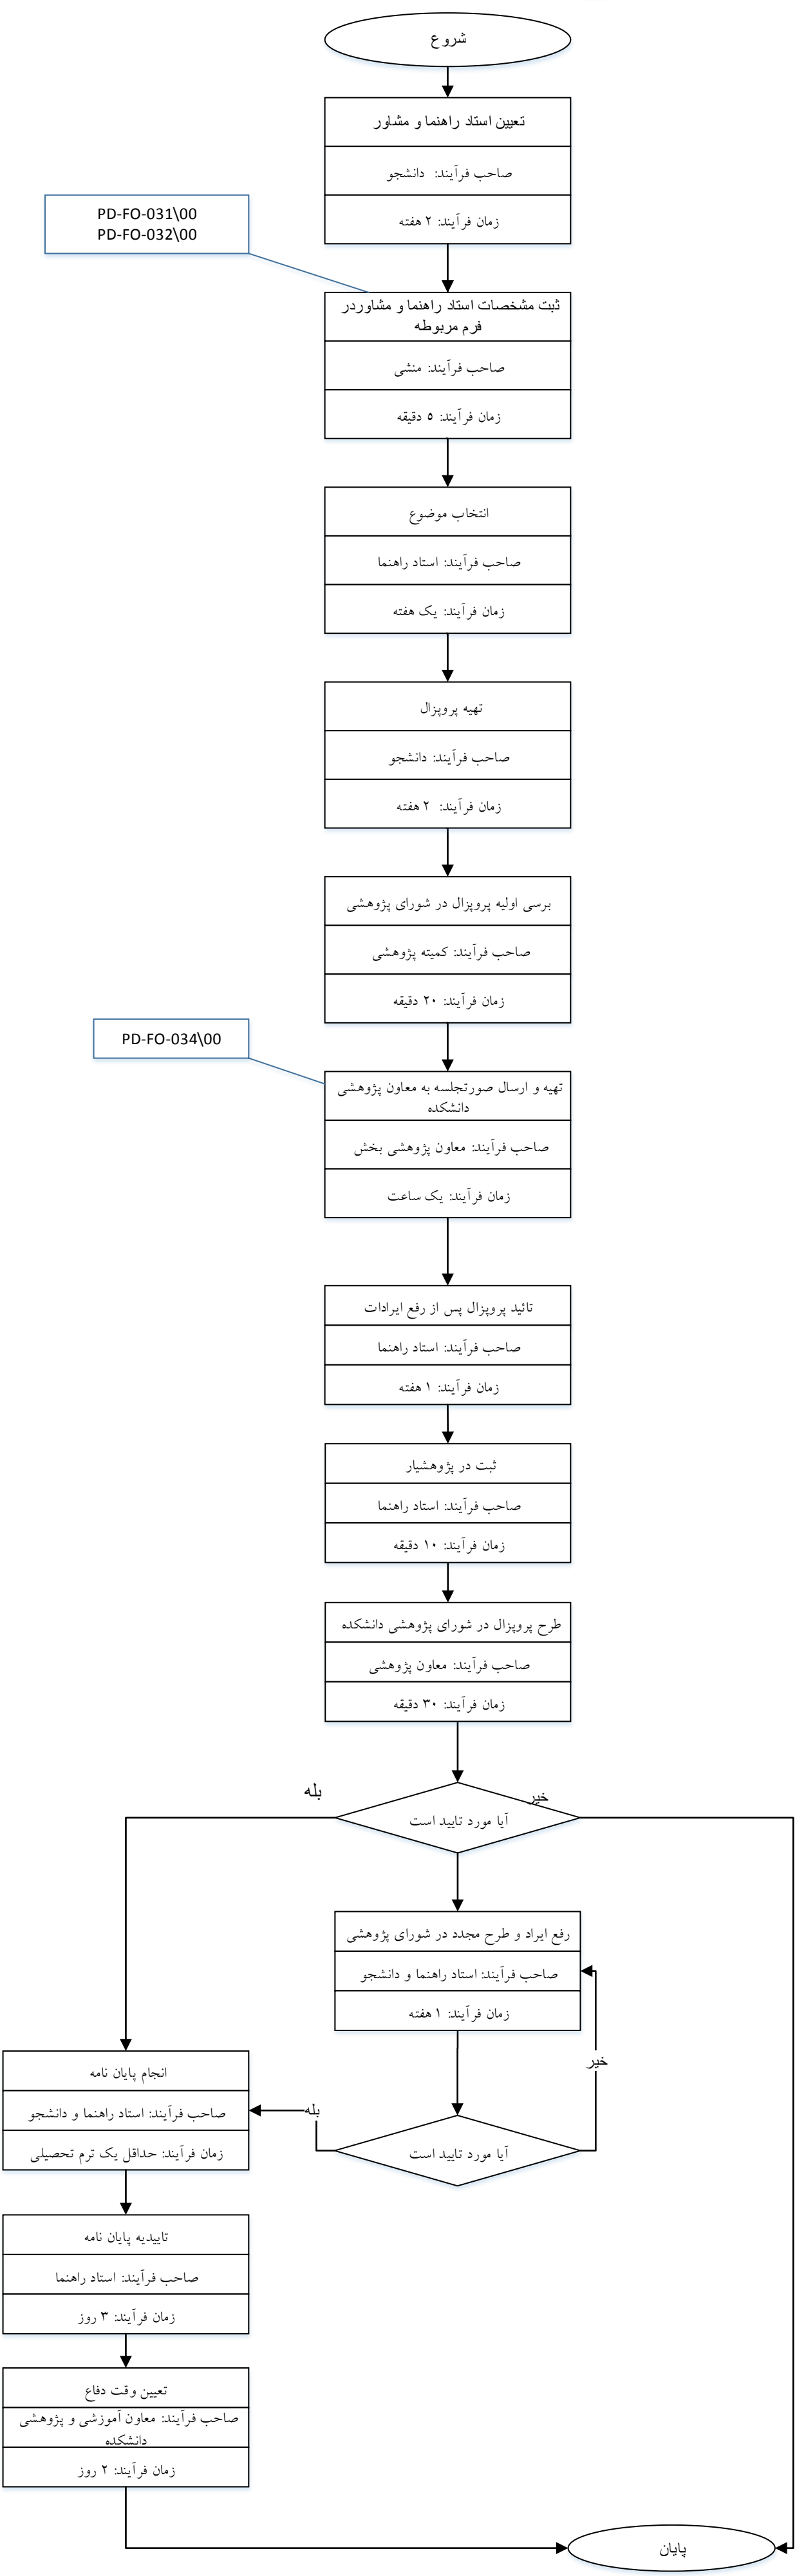 شروع
تعیین استاد راهنما و مشاور
صاحب فرآیند: دانشجو
زمان فرآیند: ۲ هفته
PD-FO-031\00
PD-FO-032\00
ثبت مشخصات استاد راهنما و مشاوردر
فرم مربوطه
صاحب فرآیند: منشی
زمان فرآیند: ۵ دقیقه
انتخاب موضوع
صاحب فرآیند: استاد راهنما
زمان فرآیند: یک هفته
تهیه پروپزال
صاحب فرآیند: دانشجو
زمان فرآیند: ۲ هفته
برسی اولیه پروپزال در شورای پژوهشی
صاحب فرآیند: کمیته پژوهشی
زمان فرآیند: ۲۰ دقیقه
PD-FO-034\00
تهیه و ارسال صورتجلسه به معاون پژوهشی
دانشکده
صاحب فرآیند: معاون پژوهشی بخش
زمان فرآیند: یک ساعت
تائید پروپزال پس از رفع ایرادات
صاحب فرآیند: استاد راهنما
زمان فرآیند: ۱ هفته
ثبت در پژوهشیار
صاحب فرآیند: استاد راهنما
زمان فرآیند: ۱۰ دقیقه
طرح پروپزال در شورای پژوهشی دانشکده
صاحب فرآیند: معاون پژوهشی
زمان فرآیند: ۳۰ دقیقه
خیر
بله
آیا مورد تایید است
رفع ایراد و طرح مجدد در شورای پژوهشی
صاحب فرآیند: استاد راهنما و دانشجو
زمان فرآیند: ۱ هفته
خیر
بله
آیا مورد تایید است
انجام پایان نامه
صاحب فرآیند: استاد راهنما و دانشجو
زمان فرآیند: حداقل یک ترم تحصیلی
تاییدیه پایان نامه
صاحب فرآیند: استاد راهنما
زمان فرآیند: ۳ روز
تعیین وقت دفاع
صاحب فرآیند: معاون آموزشی و پژوهشی
دانشکده
زمان فرآیند: ۲ روز
پایان